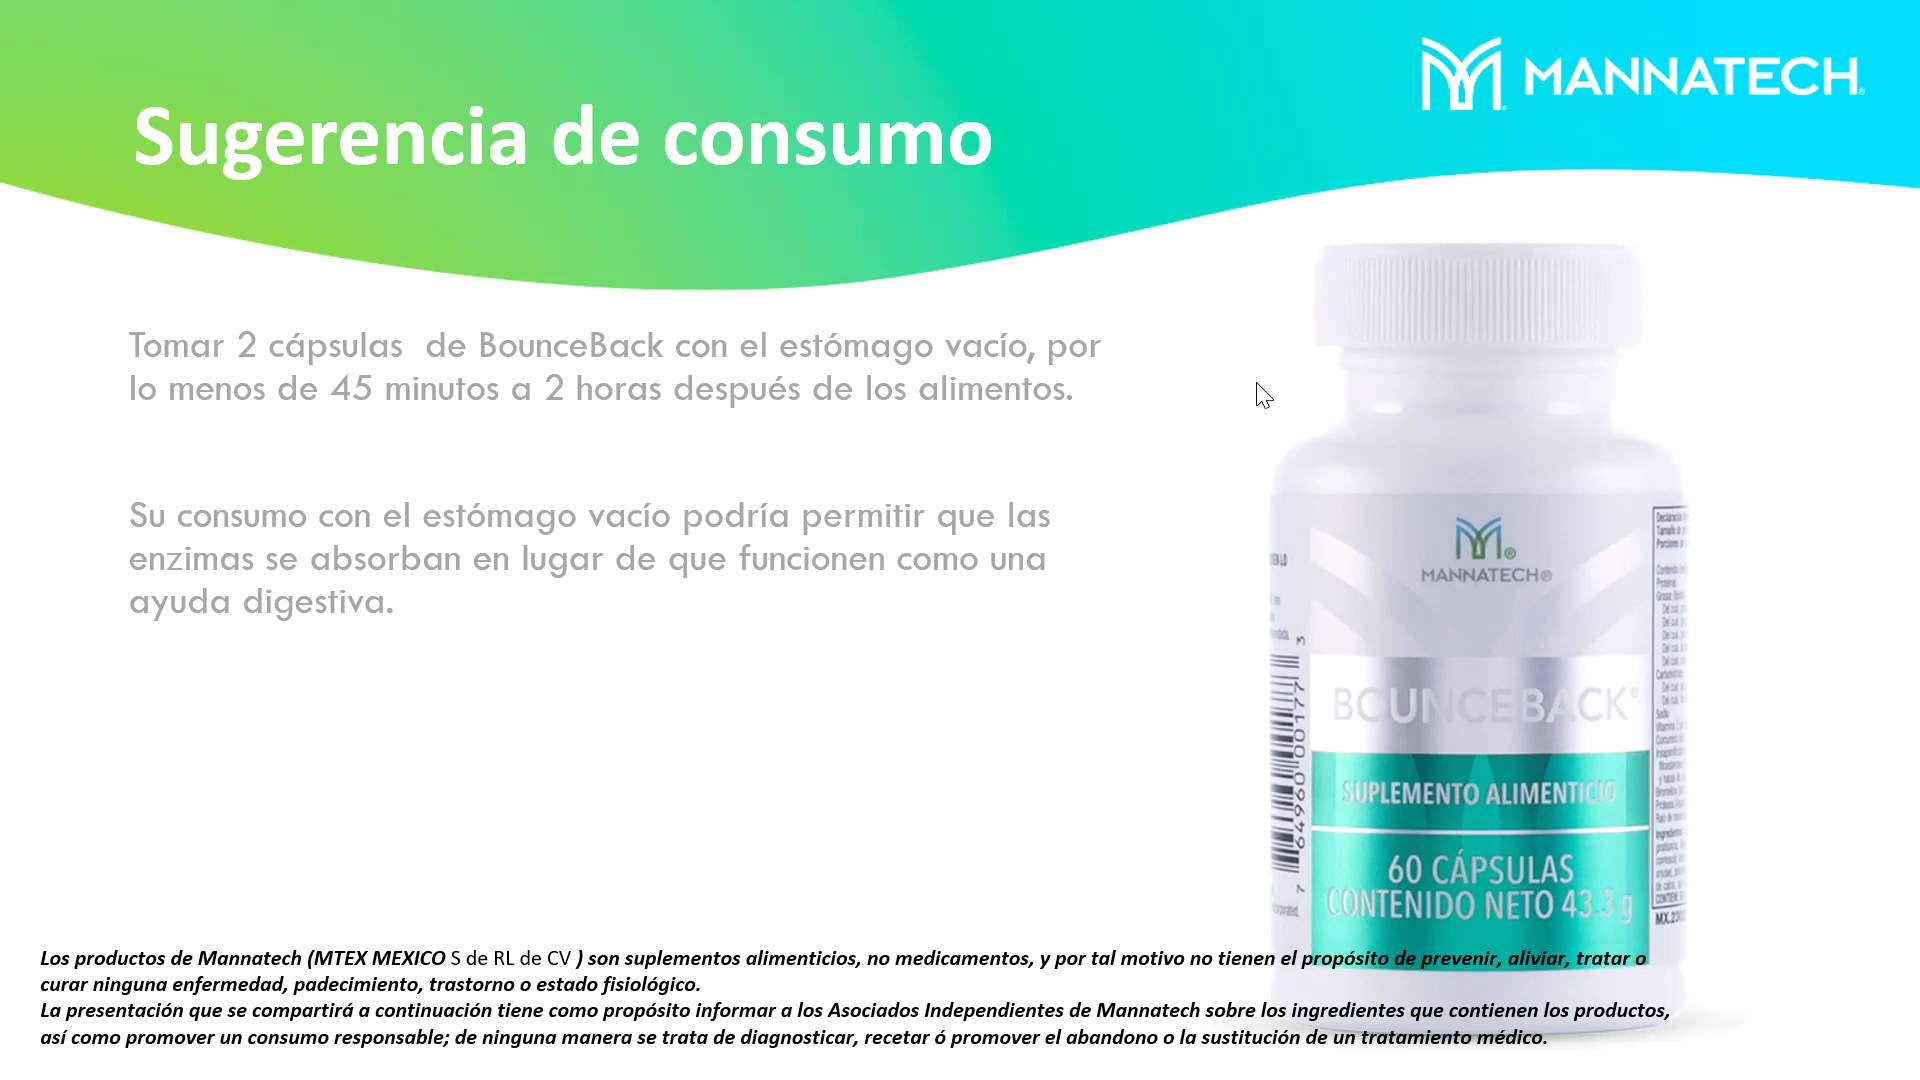 MANNATECH
Sugerencia de consumo
Tomar 2 cápsulas de BounceBack con el estómago vacío, por
lo menos de 45 minutos a 2 horas después de los alimentos.
Su consumo con el estómago vacío podría permitir que las
enzimas se absorban en lugar de que funcionen como una
ayuda digestiva.
MANNATECH®
BOUNCEBACK®
SUPLEMENTO ALIMENTICIO
60 CÁPSULAS
CONTENIDO NETO 43.3 g
7 64960 00177 3
Los productos de Mannatech (MTEX MEXICO S de RL de CV ) son suplementos alimenticios, no medicamentos, y por tal motivo no tienen el propósito de prevenir, aliviar, tratar o
curar ninguna enfermedad, padecimiento, trastorno o estado fisiológico.
La presentación que se compartirá a continuación tiene como propósito informar a los Asociados Independientes de Mannatech sobre los ingredientes que contienen los productos,
así como promover un consumo responsable; de ninguna manera se trata de diagnosticar, recetar ó promover el abandono o la sustitución de un tratamiento médico.